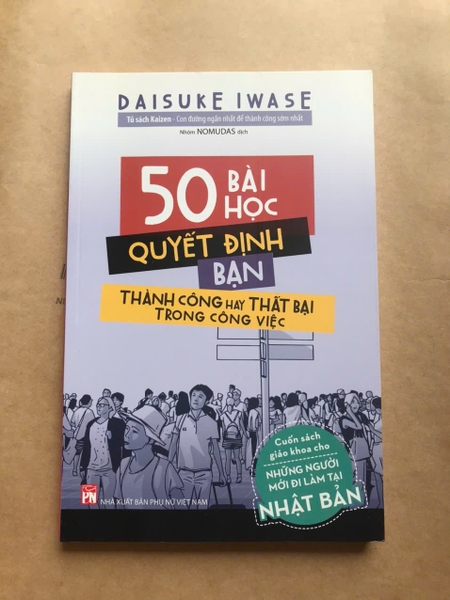 DAISUKE IWASE
Tủ sách Kaizen - Con đường ngắn nhất để thành công sớm nhất
Nhóm NOMUDAS dịch
50 BÀI
HỌC
QUYẾT ĐỊNH
BẠN
THÀNH CÔNG HAY THẤT BẠI
TRONG CÔNG VIỆC
Cuốn sách
giáo khoa cho
NHỮNG NGƯỜI
MỚI ĐI LÀM TẠI
NHẬT BẢN
PN
NHÀ XUẤT BẢN PHỤ NỮ VIỆT NAM